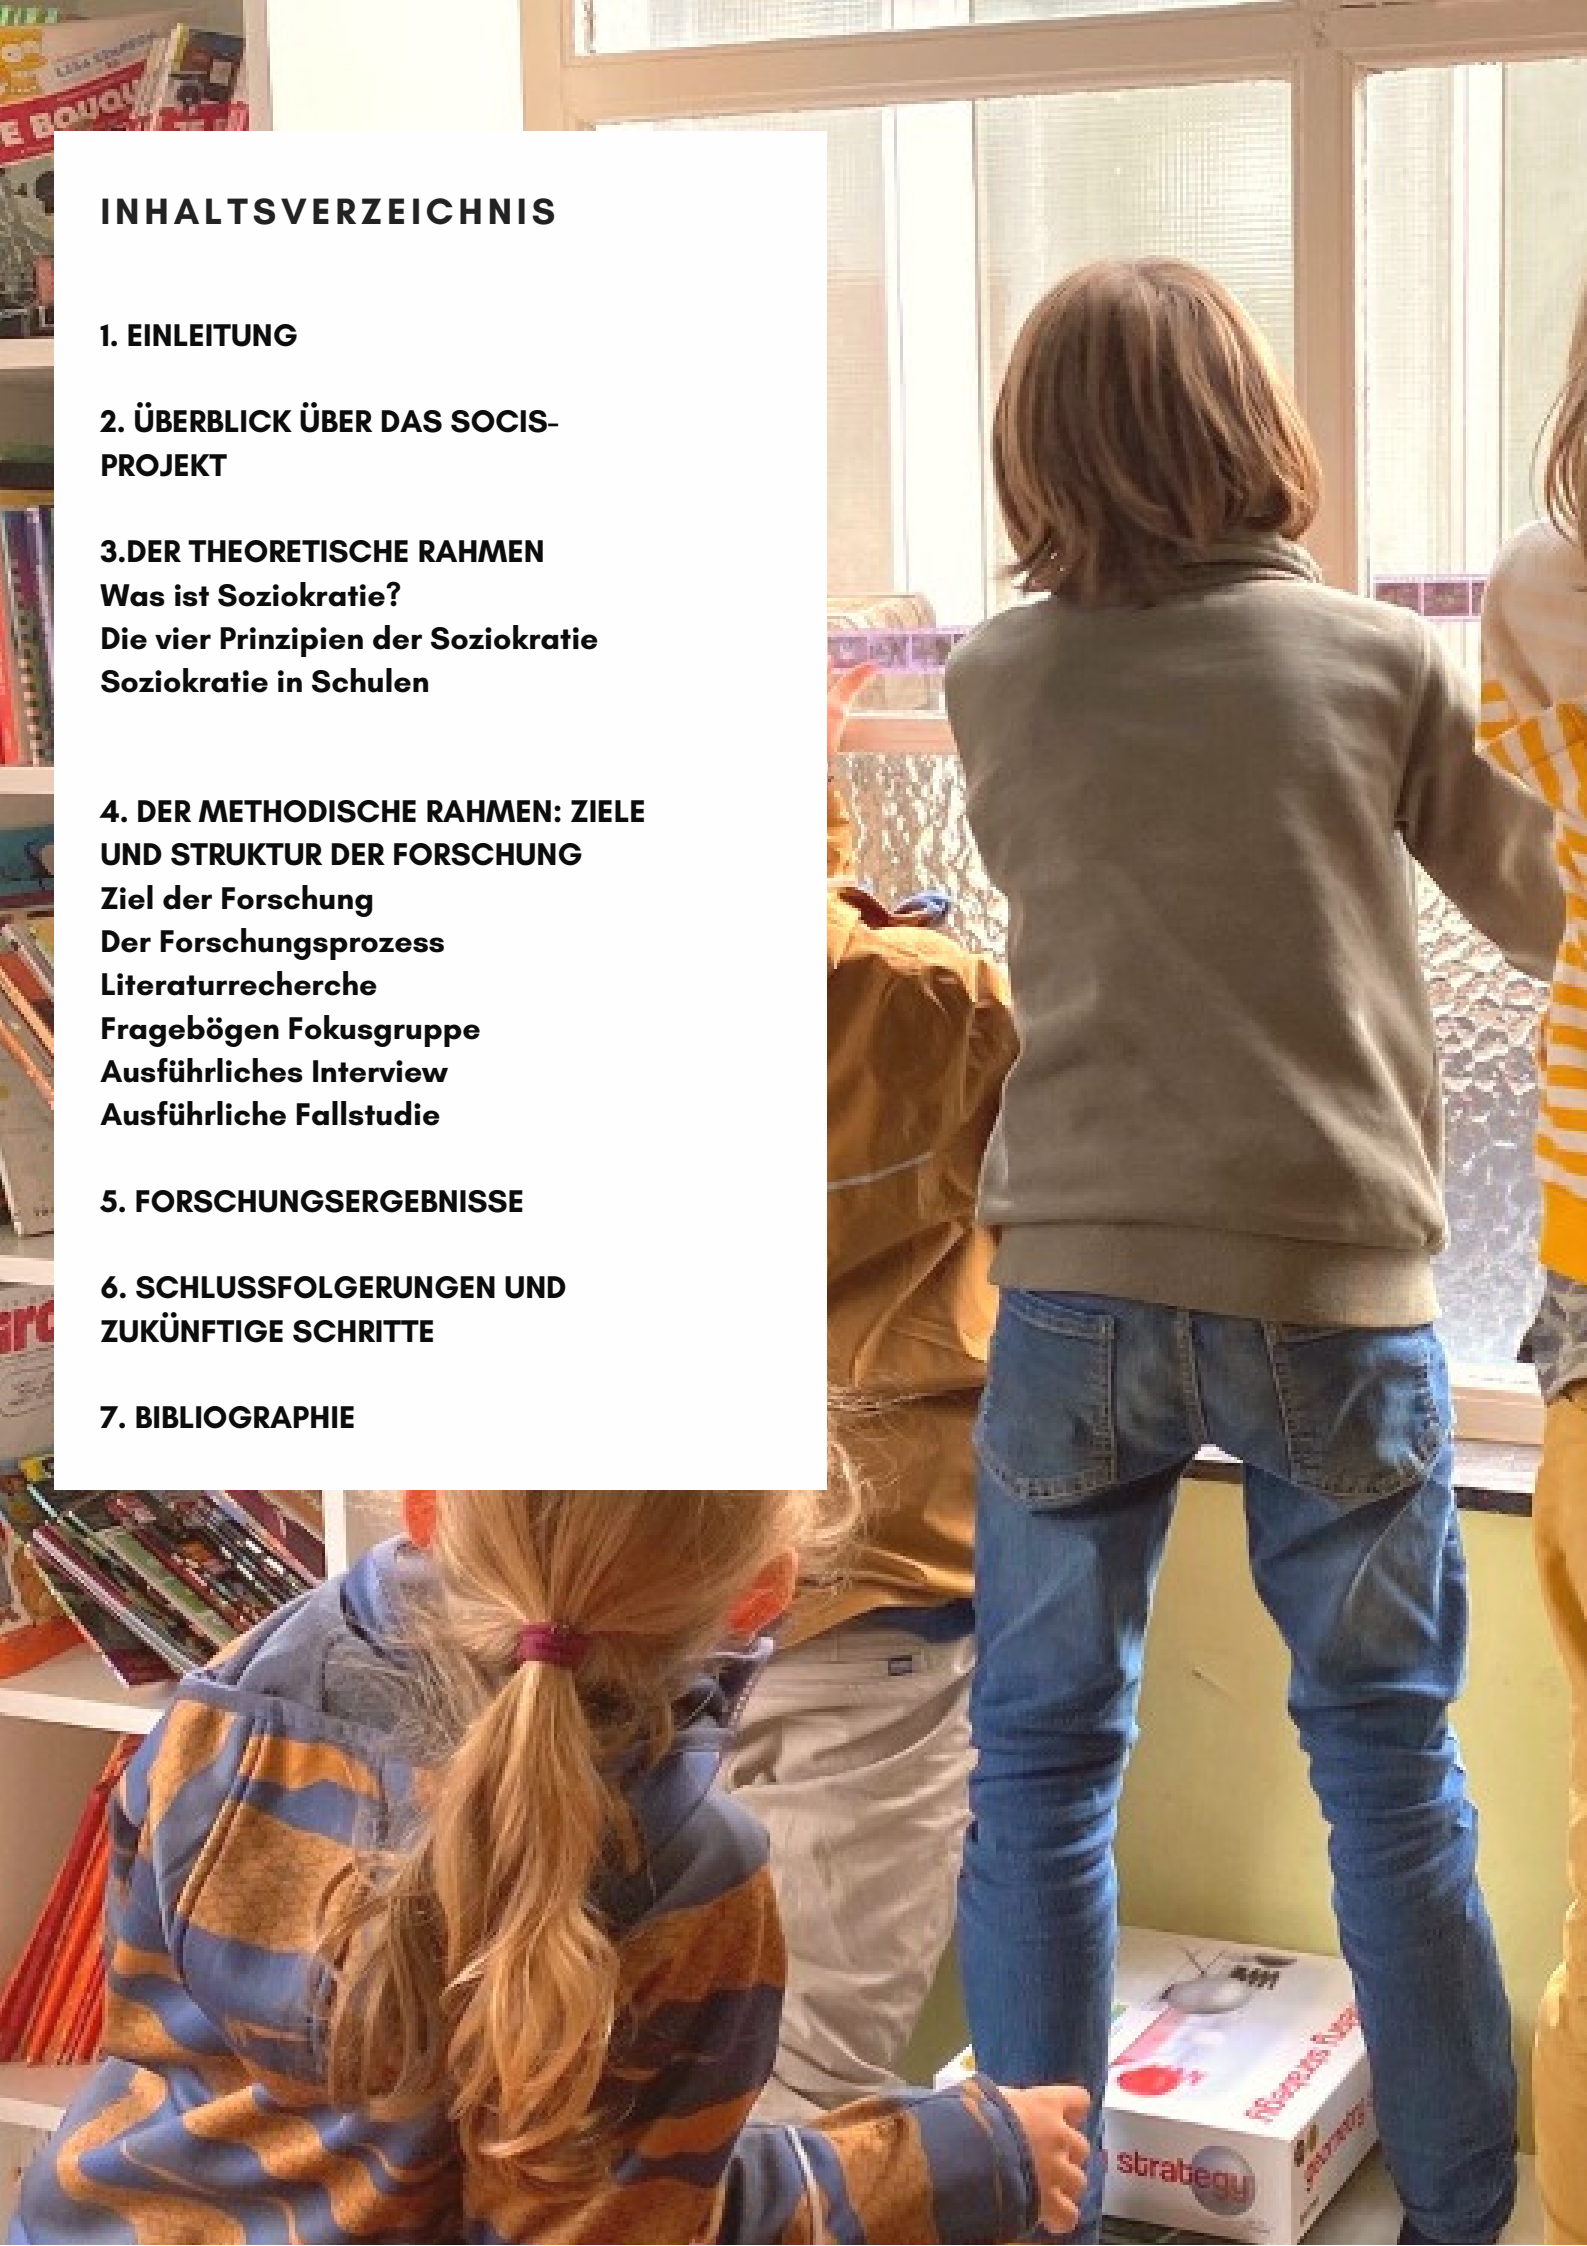 INHALTSVERZEICHNIS
1. EINLEITUNG
2. ÜBERBLICK ÜBER DAS SOCIS-
PROJEKT
3.DER THEORETISCHE RAHMEN
Was ist Soziokratie?
Die vier Prinzipien der Soziokratie
Soziokratie in Schulen
4. DER METHODISCHE RAHMEN: ZIELE
UND STRUKTUR DER FORSCHUNG
Ziel der Forschung
Der Forschungsprozess
Literaturrecherche
Fragebögen Fokusgruppe
Ausführliches Interview
Ausführliche Fallstudie
5. FORSCHUNGSERGEBNISSE
6. SCHLUSSFOLGERUNGEN UND
ZUKÜNFTIGE SCHRITTE
7. BIBLIOGRAPHIE
strategy